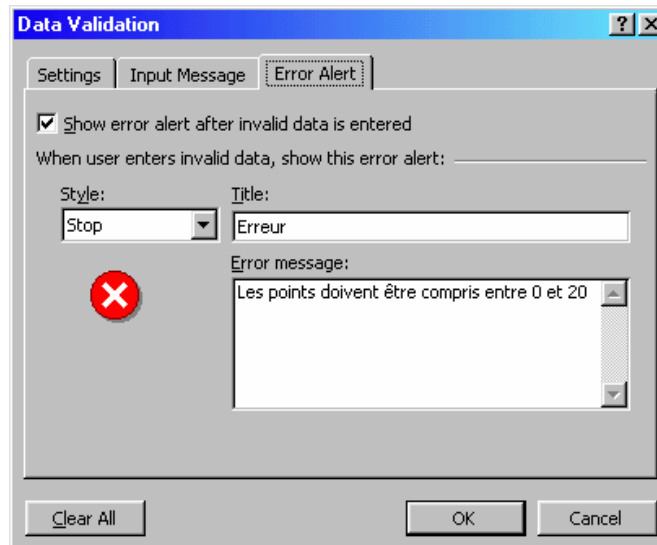 Data Validation
Settings Input Message Error Alert
Show error alert after invalid data is entered
When user enters invalid data, show this error alert:
Style: Title:
Stop Erreur
Error message:
Les points doivent être compris entre 0 et 20
Clear All OK Cancel